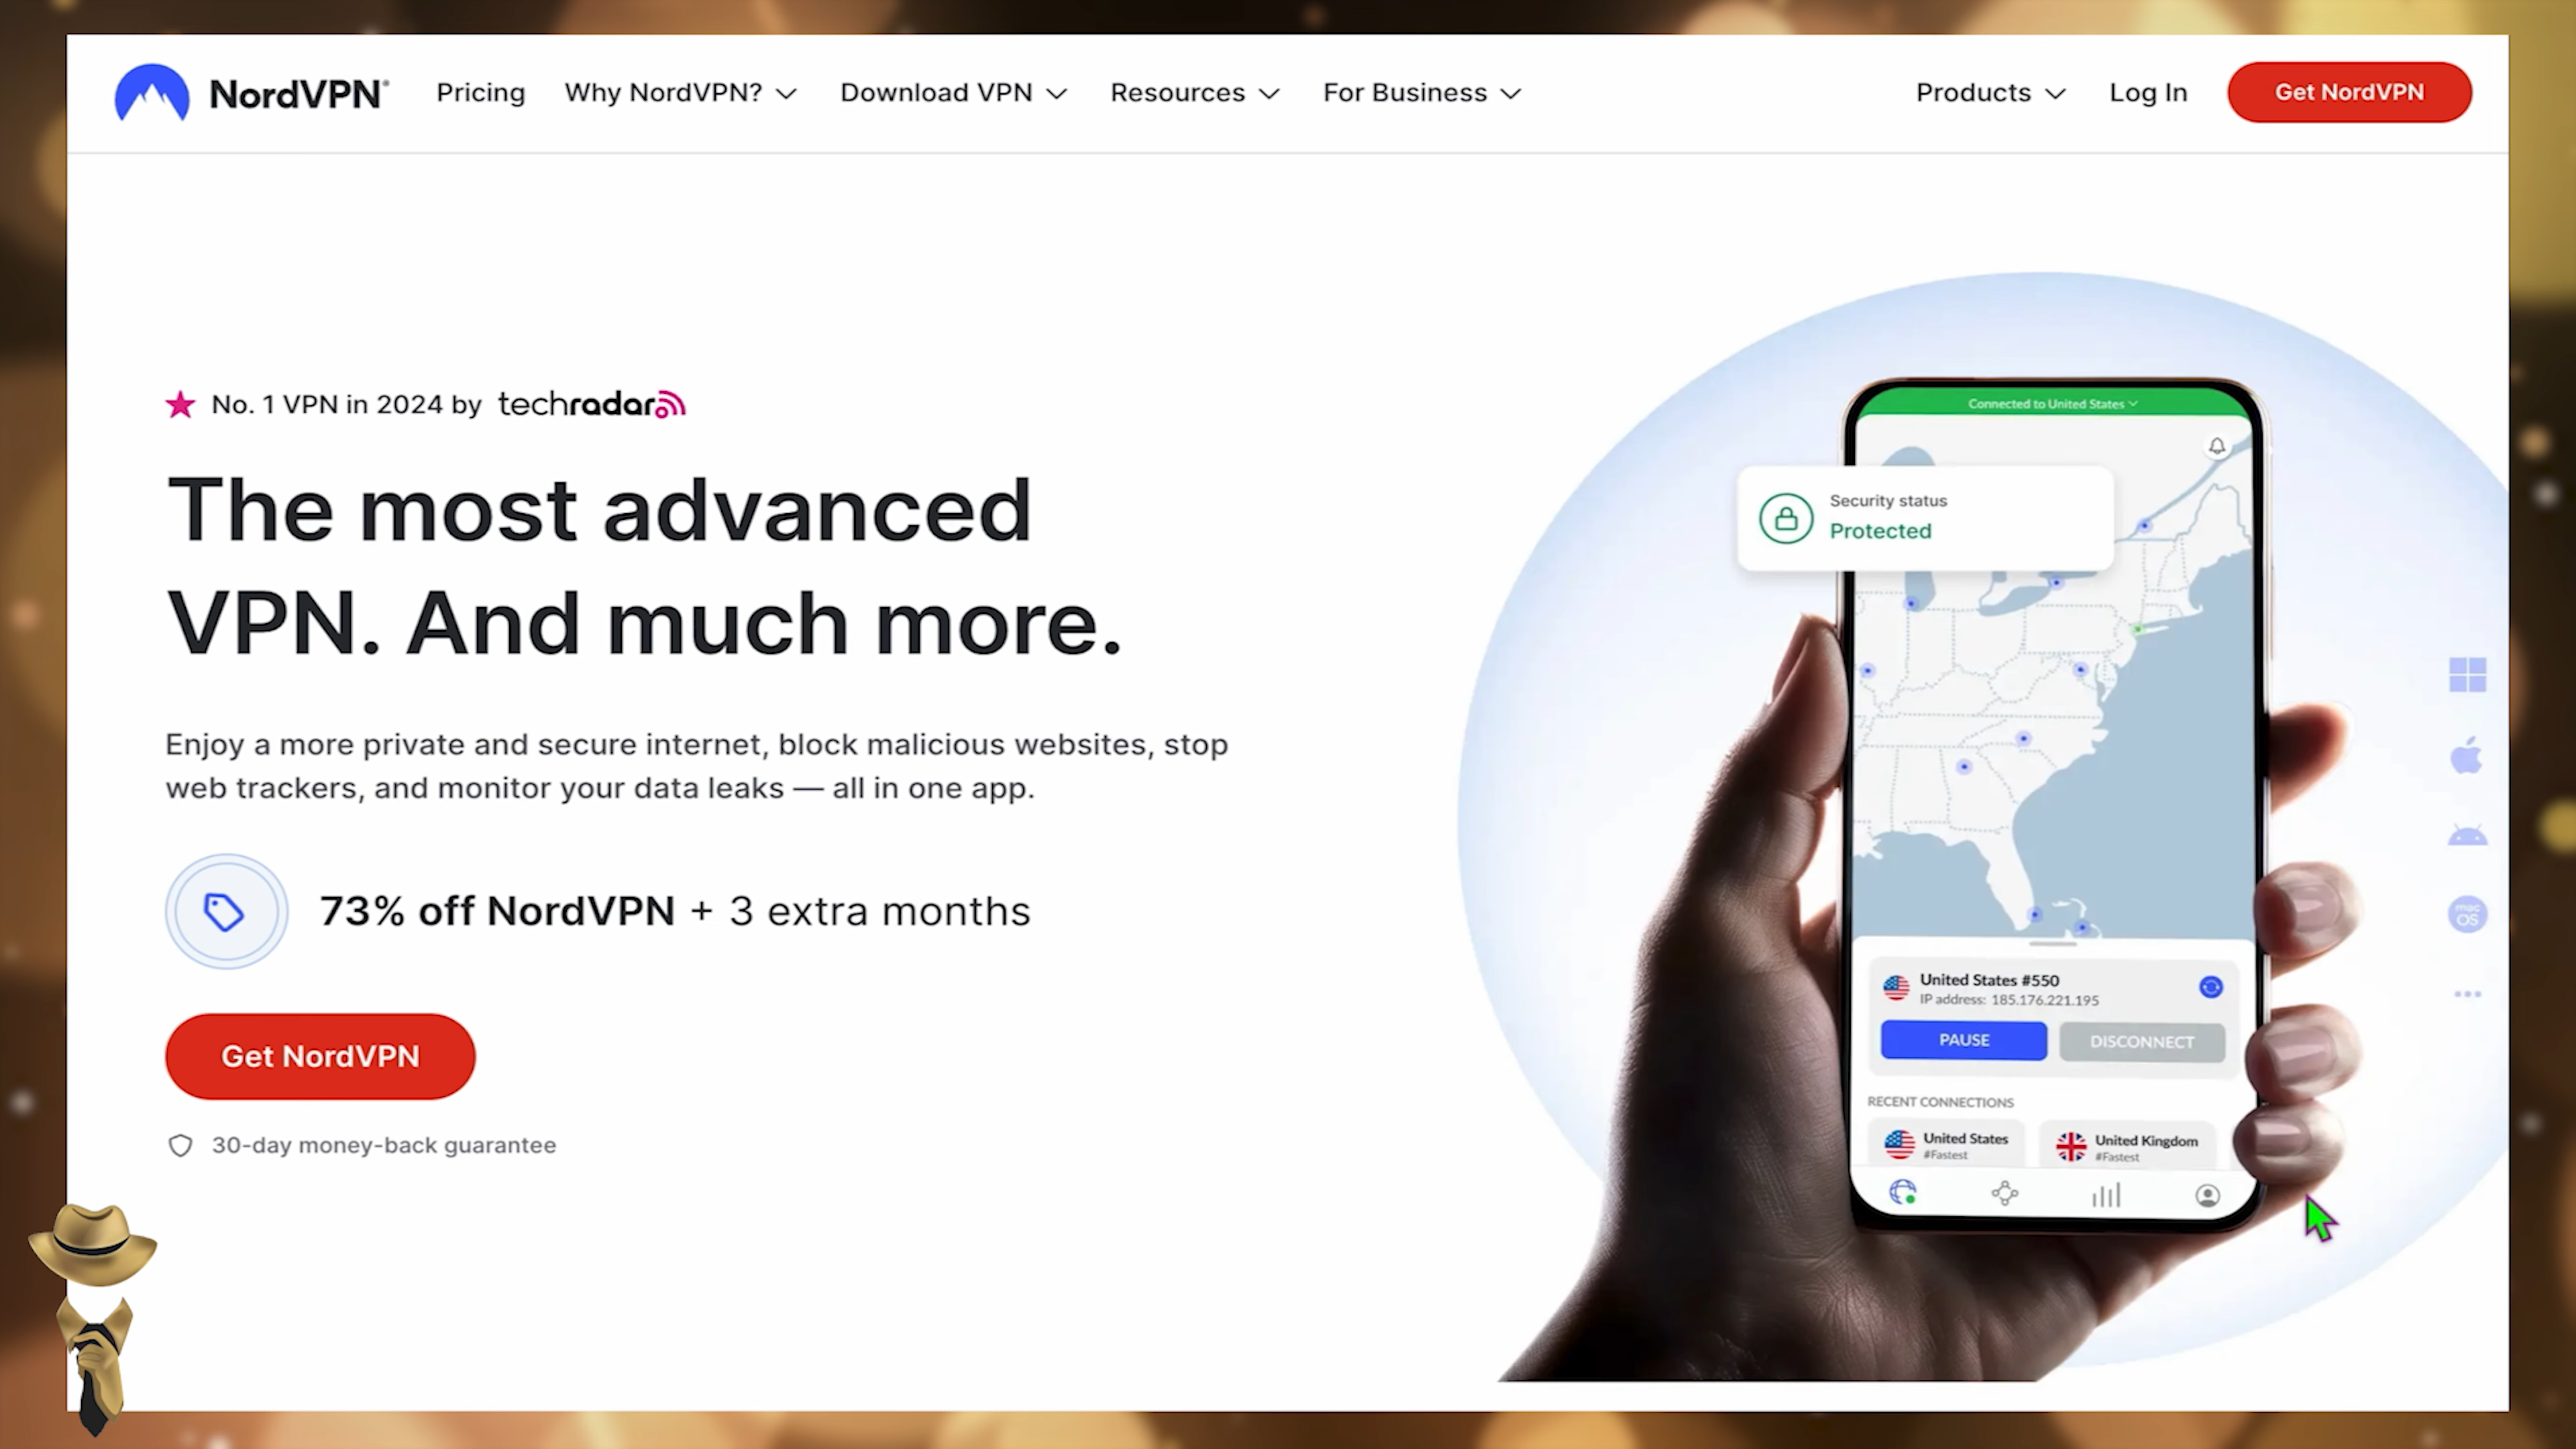 NordVPN®
Pricing
Why NordVPN?
Download VPN
Resources
For Business
Products
Log In
Get NordVPN
No. 1 VPN in 2024 by techradar
The most advanced
VPN. And much more.
Enjoy a more private and secure internet, block malicious websites, stop
web trackers, and monitor your data leaks — all in one app.
73% off NordVPN + 3 extra months
Get NordVPN
30-day money-back guarantee
Connected to United States
Security status
Protected
United States #550
IP address: 185.176.221.195
PAUSE
DISCONNECT
RECENT CONNECTIONS
United States
#Fastest
United Kingdom
#Fastest
mac
OS